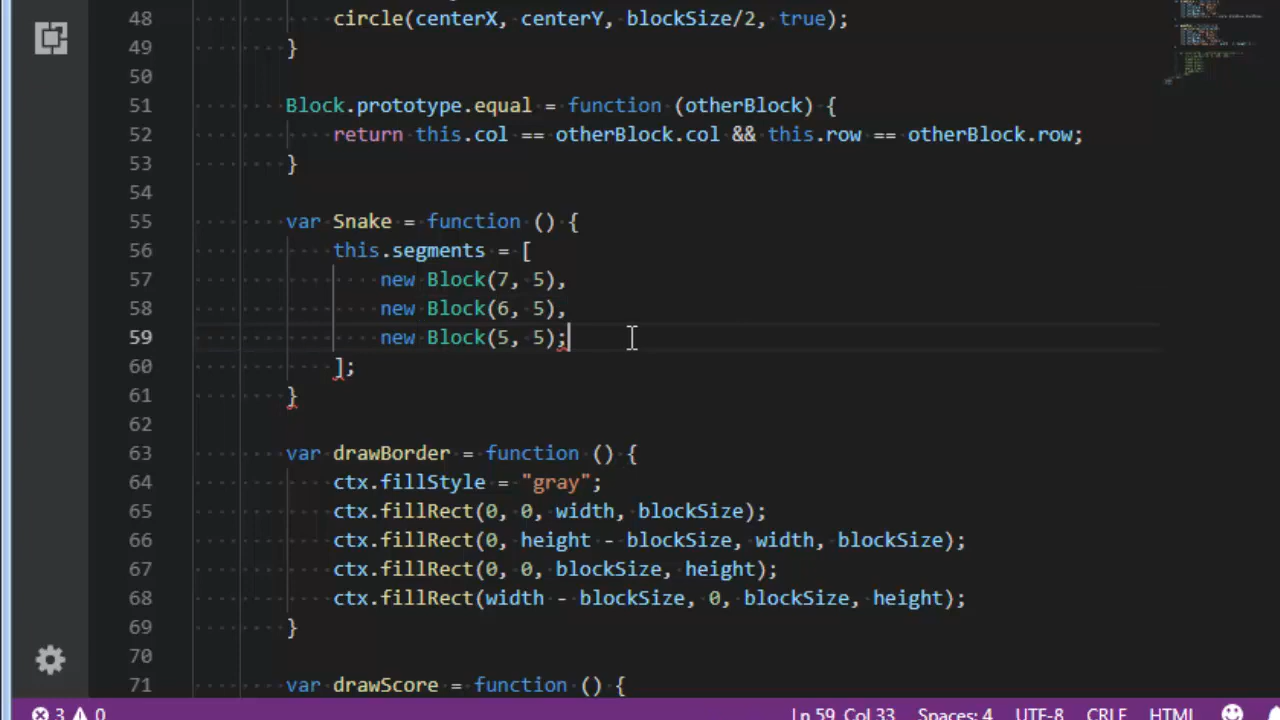 48 circle(centerX, centerY, blockSize/2, true);
49 }
50
51 Block.prototype.equal = function (otherBlock) {
52 return this.col == otherBlock.col && this.row == otherBlock.row;
53 }
54
55 var Snake = function () {
56 this.segments = [
57 new Block(7, 5),
58 new Block(6, 5),
59 new Block(5, 5);
60 ];
61 }
62
63 var drawBorder = function () {
64 ctx.fillStyle = "gray";
65 ctx.fillRect(0, 0, width, blockSize);
66 ctx.fillRect(0, height - blockSize, width, blockSize);
67 ctx.fillRect(0, 0, blockSize, height);
68 ctx.fillRect(width - blockSize, 0, blockSize, height);
69 }
70
71 var drawScore = function () {
3 0 Ln 59, Col 33 Spaces: 4 UTF-8 CRLF HTML